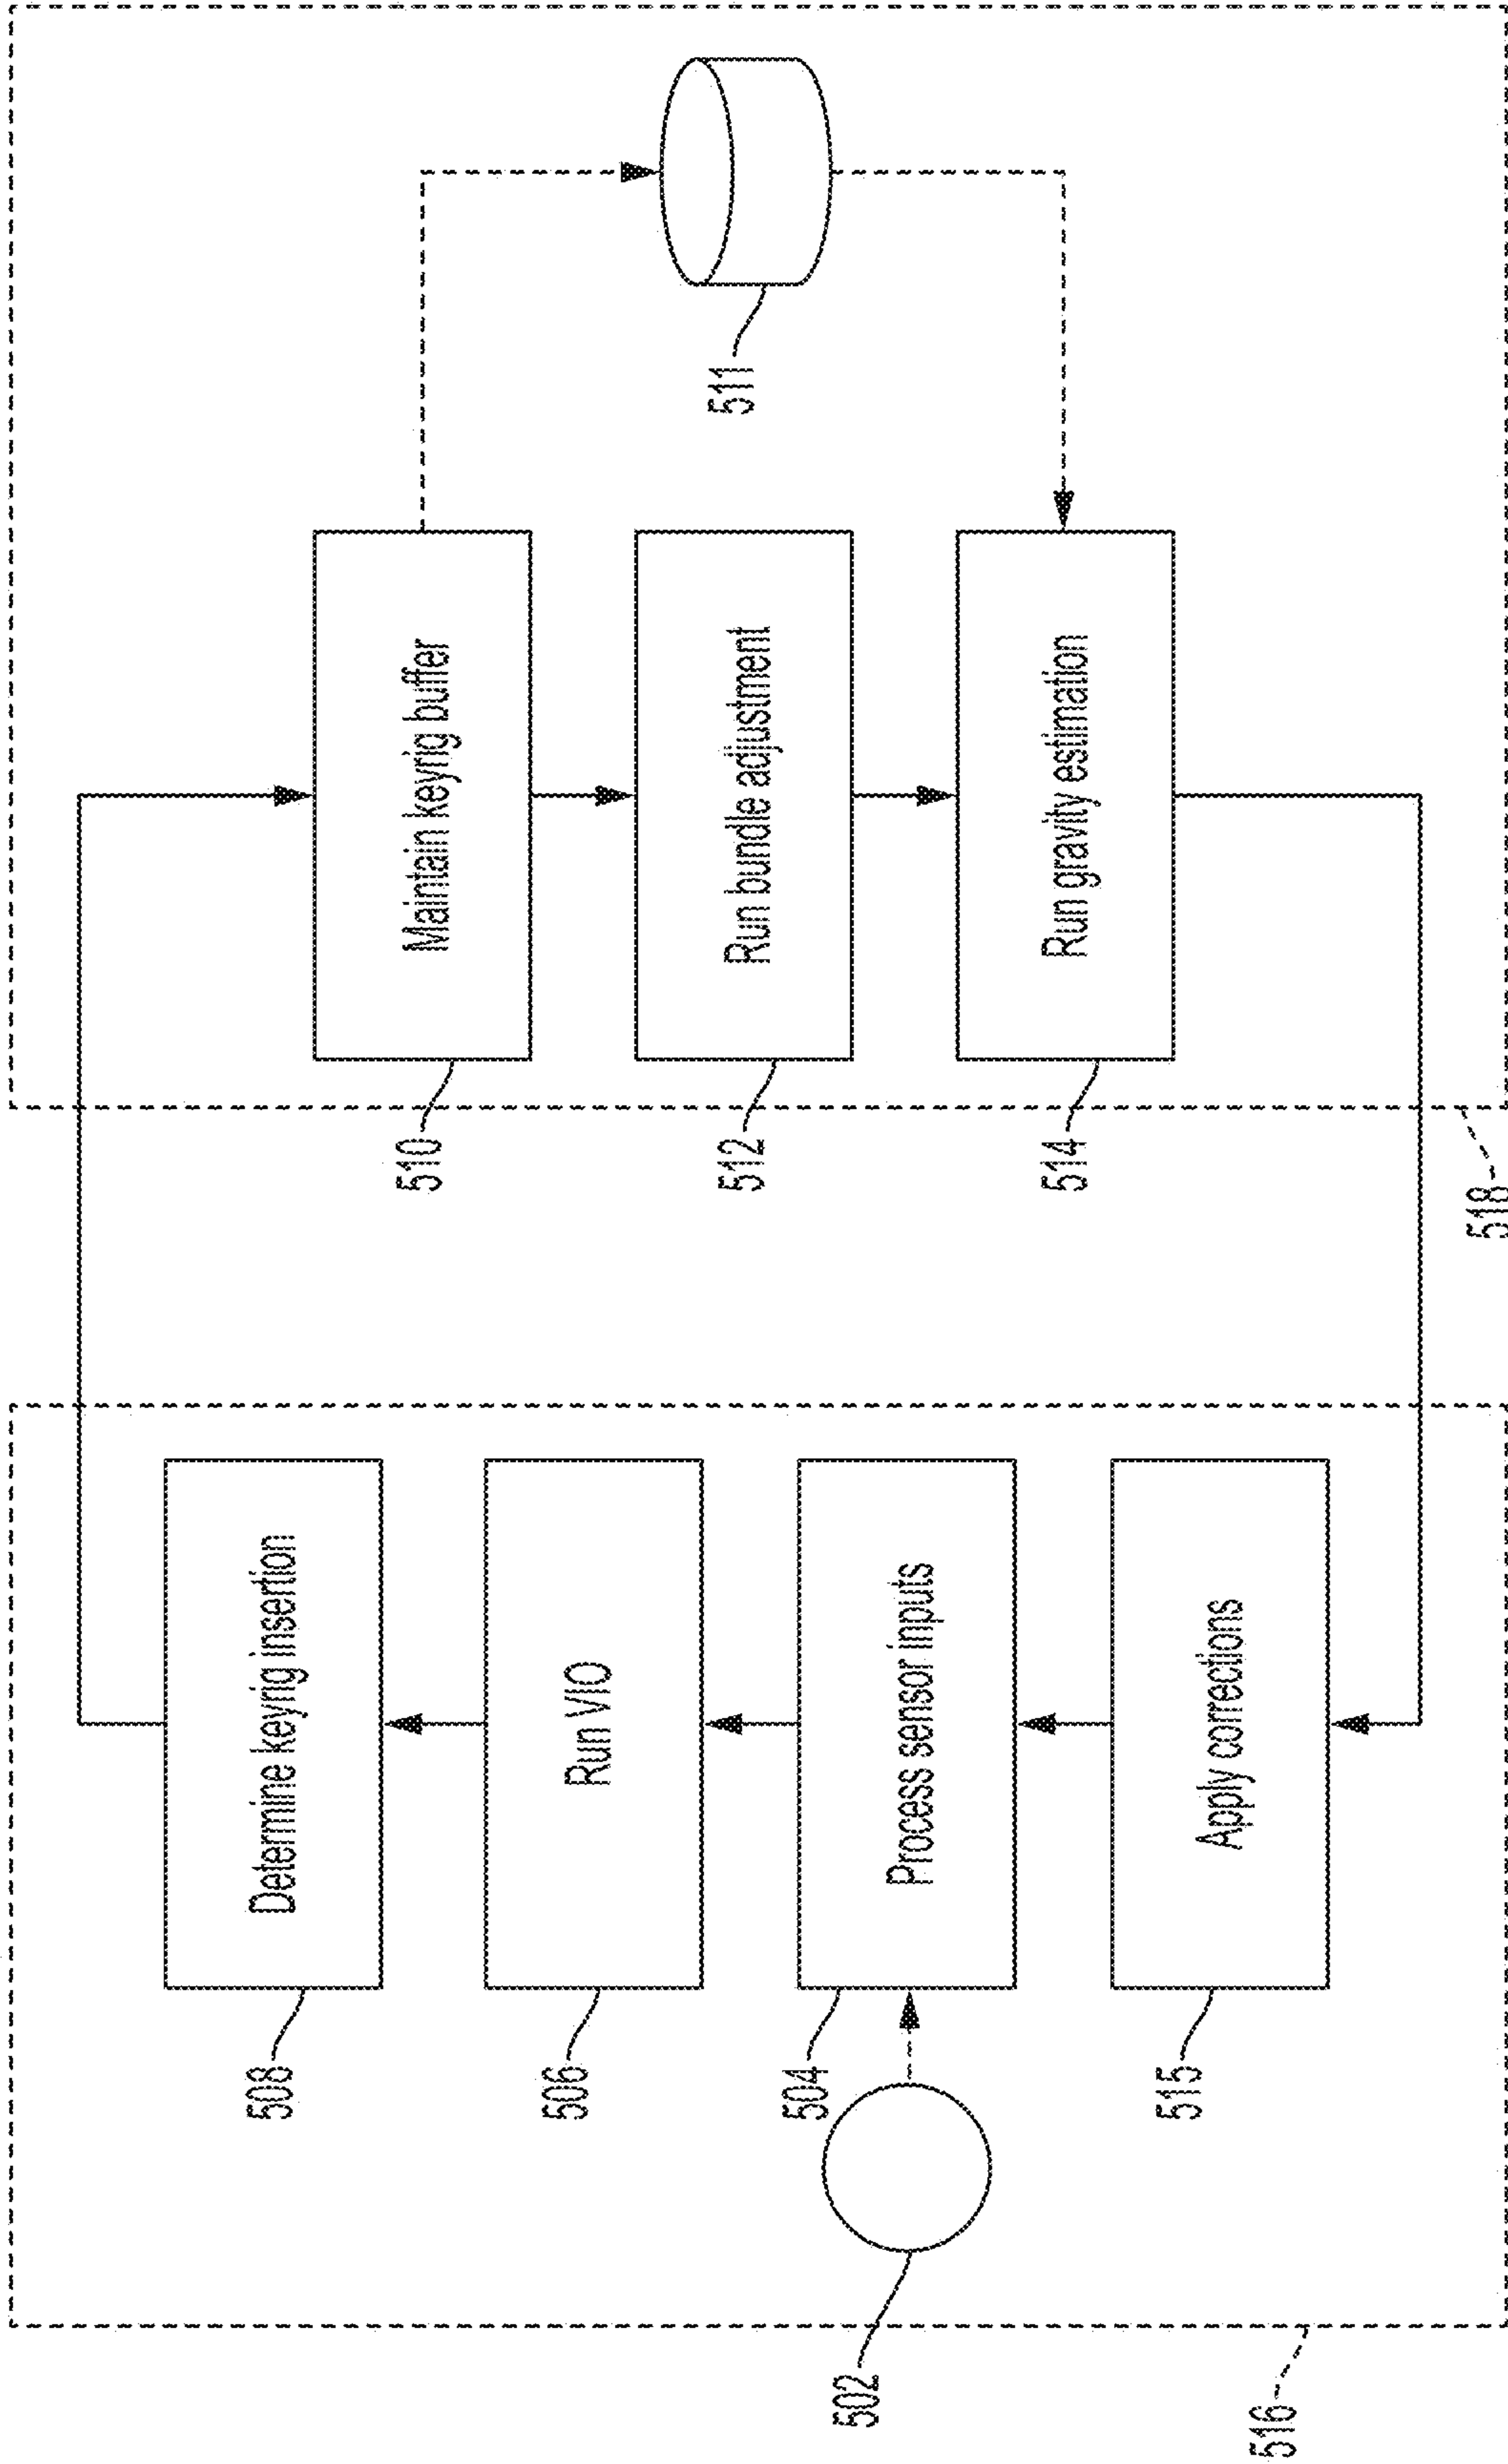 508
Determine keyrig insertion
506
Run VIO
502
504
Process sensor inputs
515
Apply corrections
516
510
Maintain keyrig buffer
511
512
Run bundle adjustment
514
Run gravity estimation
518